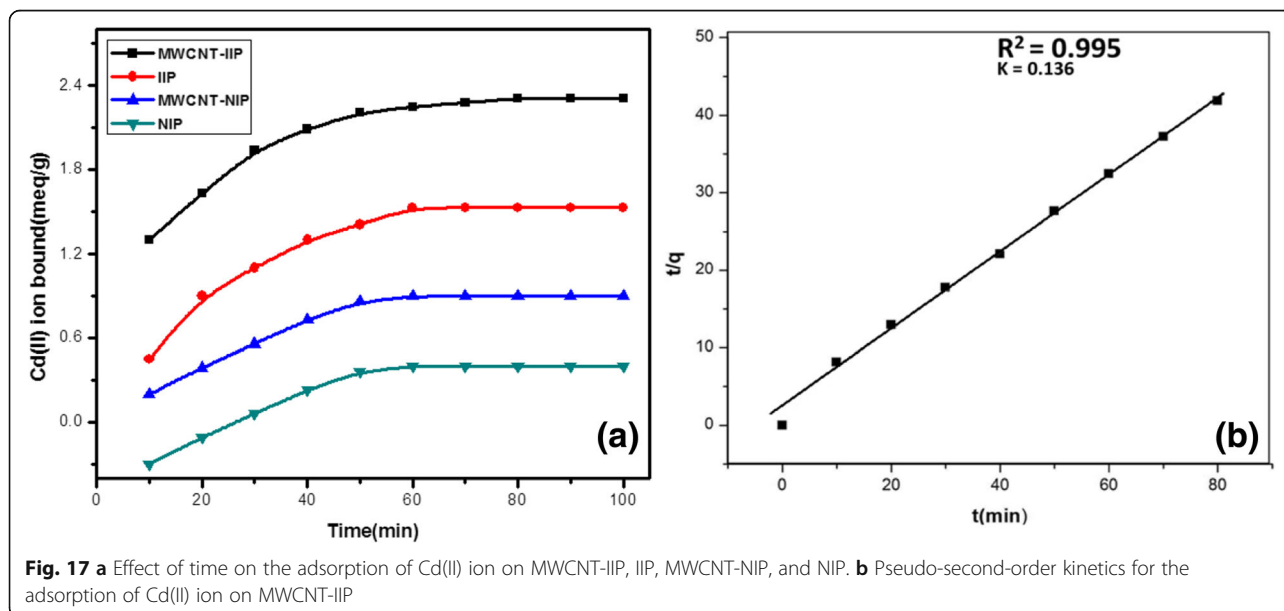 MWCNT-IIP
IIP
MWCNT-NIP
NIP
Cd(II) ion bound(meq/g)
2.4
1.8
1.2
0.6
0.0
0 20 40 60 80 100
Time(min)
(a)
R² = 0.995
K = 0.136
t/q
50
40
30
20
10
0
0 20 40 60 80
t(min)
(b)
Fig. 17 a Effect of time on the adsorption of Cd(II) ion on MWCNT-IIP, IIP, MWCNT-NIP, and NIP. b Pseudo-second-order kinetics for the
adsorption of Cd(II) ion on MWCNT-IIP